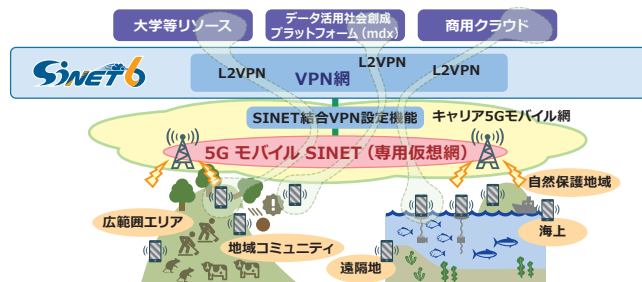 大学等リソース
データ活用社会創成
プラットフォーム（mdx）
商用クラウド
SINET6
L2VPN
VPN網
L2VPN
L2VPN
SINET結合VPN設定機能
キャリア5Gモバイル網
5G モバイル SINET（専用仮想網）
自然保護地域
広範囲エリア
地域コミュニティ
海上
遠隔地